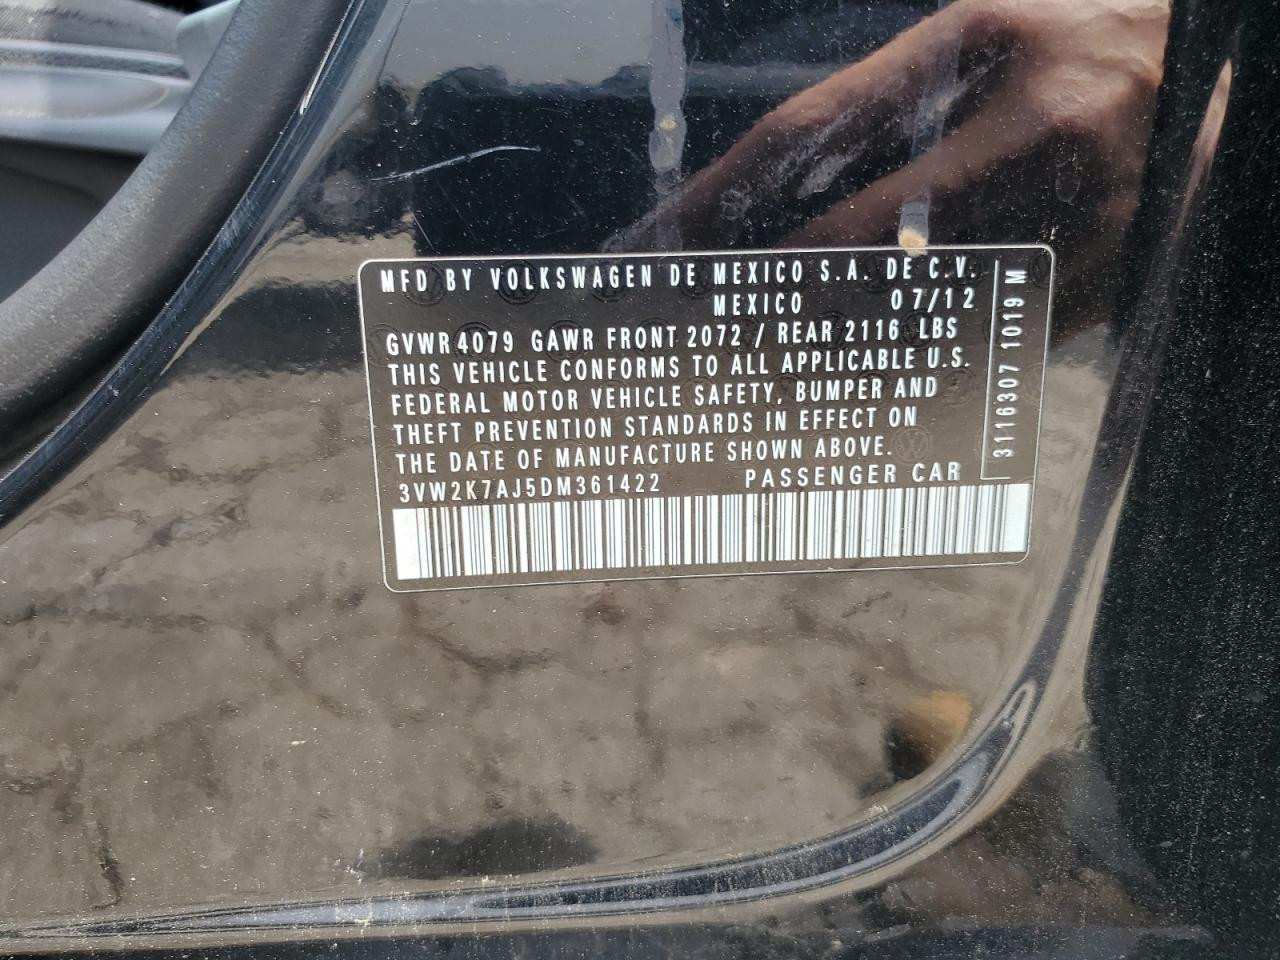 MFD BY VOLKSWAGEN DE MEXICO S.A. DE C.V.
MEXICO 07/12
GVWR 4079 GAWR FRONT 2072 / REAR 2116 LBS
THIS VEHICLE CONFORMS TO ALL APPLICABLE U.S.
FEDERAL MOTOR VEHICLE SAFETY, BUMPER AND
THEFT PREVENTION STANDARDS IN EFFECT ON
THE DATE OF MANUFACTURE SHOWN ABOVE.
3VW2K7AJ5DM361422 PASSENGER CAR
3116307 1019 M